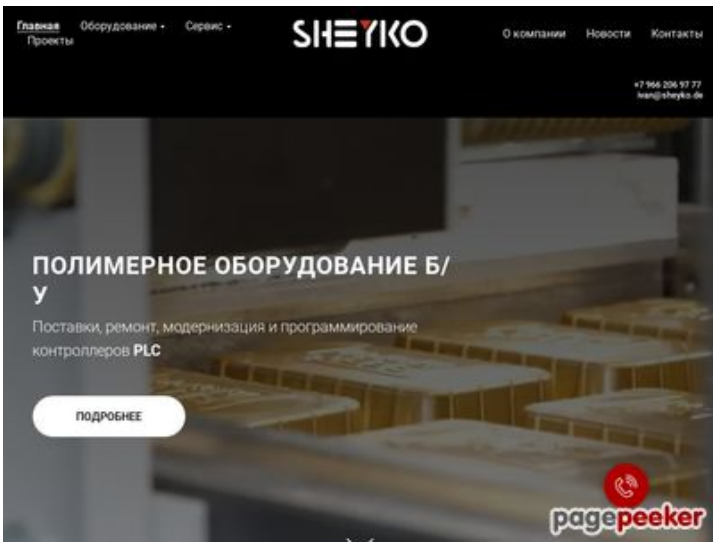 Главная Оборудование Сервис
Проекты
SHEYKO
О компании Новости Контакты
+7 966 206 97 77
ivan@sheyko.de
ПОЛИМЕРНОЕ ОБОРУДОВАНИЕ Б/
У
Поставки, ремонт, модернизация и программирование
контроллеров PLC
ПОДРОБНЕЕ
pagepeeker